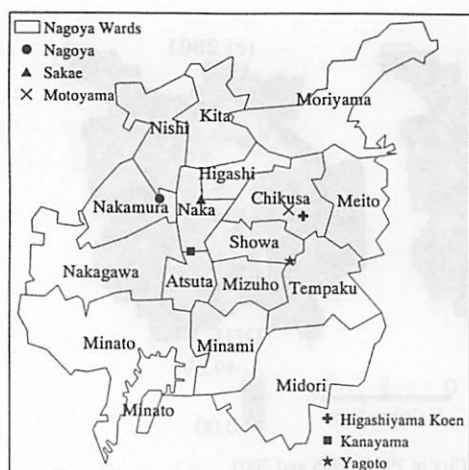 Nagoya Wards
Nagoya
Sakae
Motoyama
Moriyama
Kita
Nishi
Higashi
Chikusa
Meito
Nakamura
Naka
Showa
Nakagawa
Atsuta
Mizuho
Tempaku
Minato
Minami
Midori
Minato
Higashiyama Koen
Kanayama
Yagoto